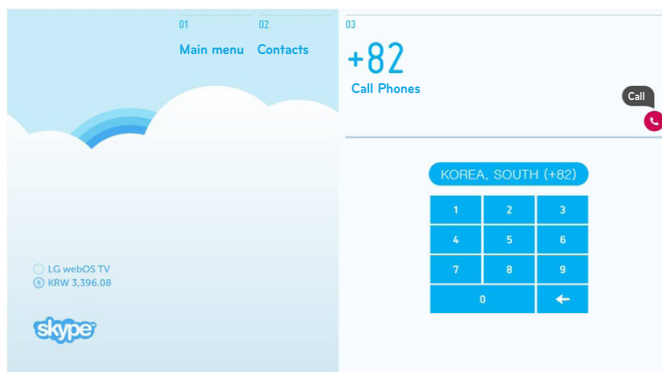 01
Main menu
02
Contacts
03
+82
Call Phones
Call
KOREA, SOUTH (+82)
1 2 3
4 5 6
7 8 9
0
LG webOS TV
KRW 3,396.08
skype